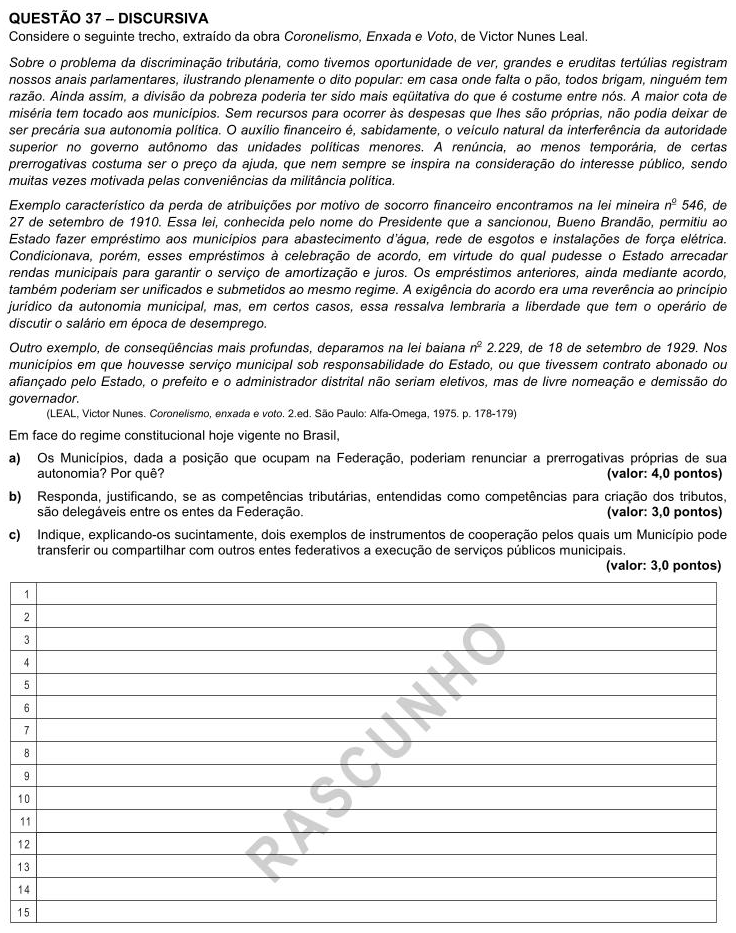 QUESTÃO 37 – DISCURSIVA
Considere o seguinte trecho, extraído da obra Coronelismo, Enxada e Voto, de Victor Nunes Leal.
Sobre o problema da discriminação tributária, como tivemos oportunidade de ver, grandes e eruditas tertúlias registram
nossos anais parlamentares, ilustrando plenamente o dito popular: em casa onde falta o pão, todos brigam, ninguém tem
razão. Ainda assim, a divisão da pobreza poderia ter sido mais eqüitativa do que é costume entre nós. A maior cota de
miséria tem tocado aos municípios. Sem recursos para ocorrer às despesas que lhes são próprias, não podia deixar de
ser precária sua autonomia política. O auxílio financeiro é, sabidamente, o veículo natural da interferência da autoridade
superior no governo autônomo das unidades políticas menores. A renúncia, ao menos temporária, de certas
prerrogativas costuma ser o preço da ajuda, que nem sempre se inspira na consideração do interesse público, sendo
muitas vezes motivada pelas conveniências da militância política.
Exemplo característico da perda de atribuições por motivo de socorro financeiro encontramos na lei mineira nº 546, de
27 de setembro de 1910. Essa lei, conhecida pelo nome do Presidente que a sancionou, Bueno Brandão, permitiu ao
Estado fazer empréstimo aos municípios para abastecimento d'água, rede de esgotos e instalações de força elétrica.
Condicionava, porém, esses empréstimos à celebração de acordo, em virtude do qual pudesse o Estado arrecadar
rendas municipais para garantir o serviço de amortização e juros. Os empréstimos anteriores, ainda mediante acordo,
também poderiam ser unificados e submetidos ao mesmo regime. A exigência do acordo era uma reverência ao princípio
jurídico da autonomia municipal, mas, em certos casos, essa ressalva lembraria a liberdade que tem o operário de
discutir o salário em época de desemprego.
Outro exemplo, de conseqüências mais profundas, deparamos na lei baiana nº 2.229, de 18 de setembro de 1929. Nos
municípios em que houvesse serviço municipal sob responsabilidade do Estado, ou que tivessem contrato abonado ou
afiançado pelo Estado, o prefeito e o administrador distrital não seriam eletivos, mas de livre nomeação e demissão do
governador.
(LEAL, Victor Nunes. Coronelismo, enxada e voto. 2.ed. São Paulo: Alfa-Omega, 1975. p. 178-179)
Em face do regime constitucional hoje vigente no Brasil,
a) Os Municípios, dada a posição que ocupam na Federação, poderiam renunciar a prerrogativas próprias de sua
autonomia? Por quê? (valor: 4,0 pontos)
b) Responda, justificando, se as competências tributárias, entendidas como competências para criação dos tributos,
são delegáveis entre os entes da Federação. (valor: 3,0 pontos)
c) Indique, explicando-os sucintamente, dois exemplos de instrumentos de cooperação pelos quais um Município pode
transferir ou compartilhar com outros entes federativos a execução de serviços públicos municipais.
(valor: 3,0 pontos)
1
2
3
4
5
6
7
8
9
10
11
12
13
14
15
RASCUNHO